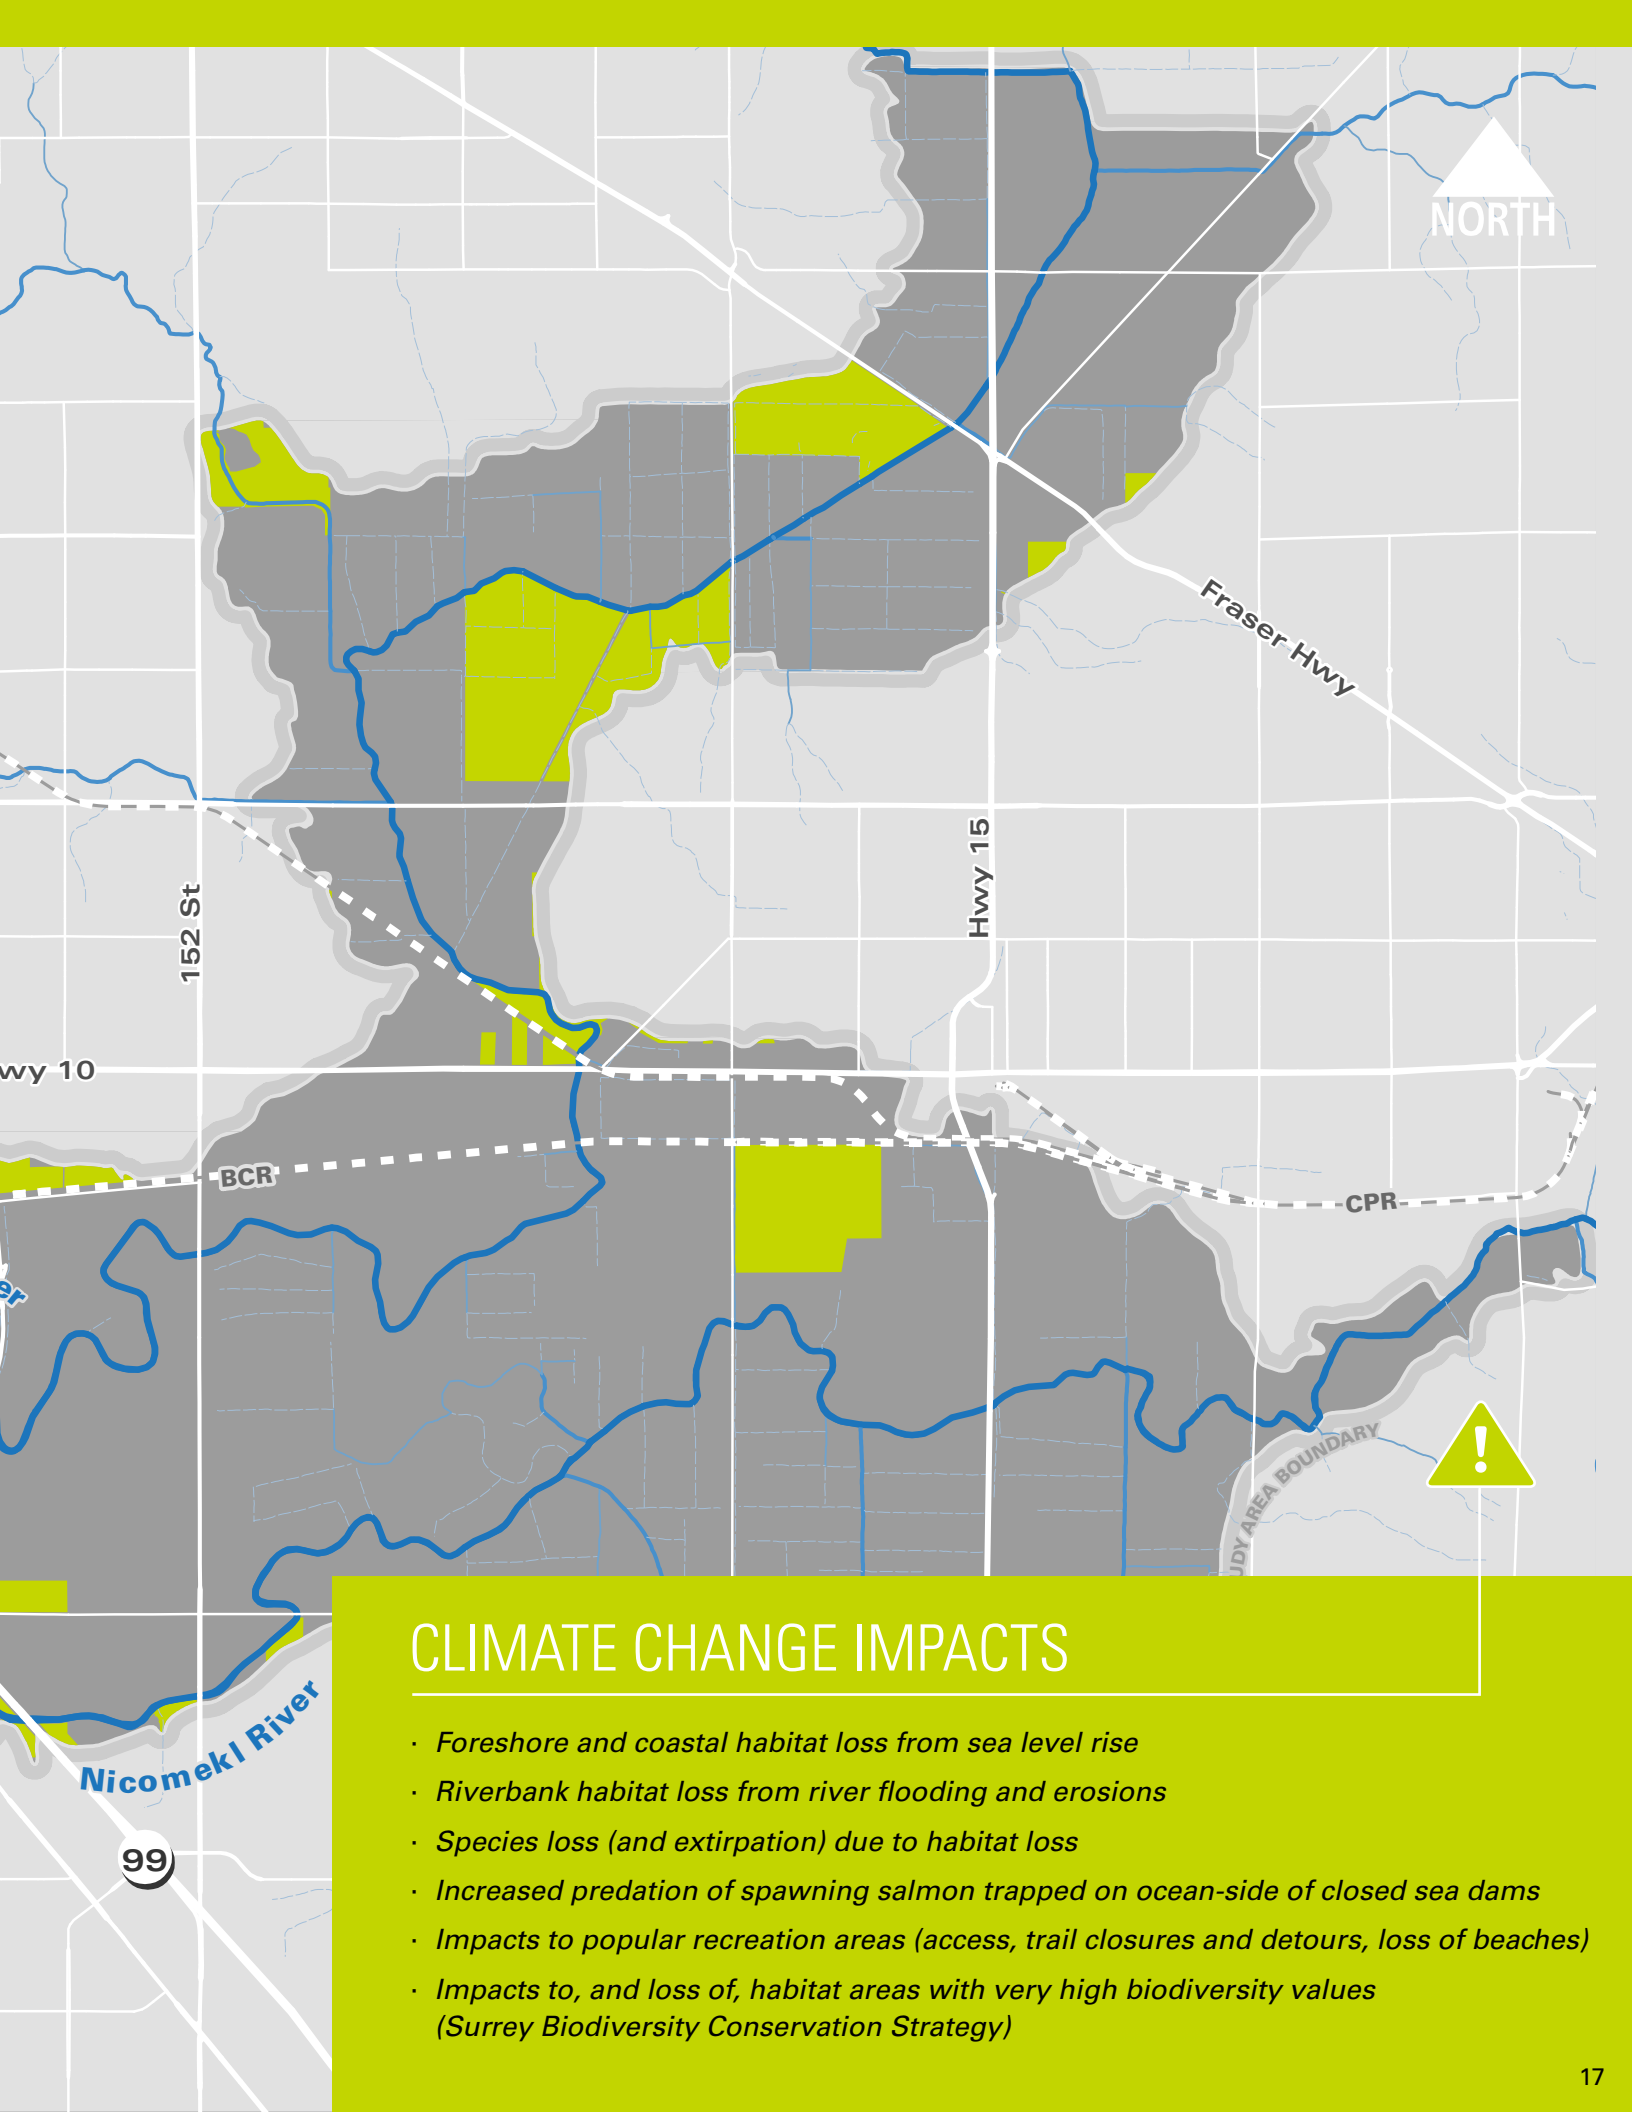 NORTH
Fraser Hwy
Hwy 15
152 St
wy 10
BCR
CPR
er
UDY AREA BOUNDARY
!
Nicomekl River
99
CLIMATE CHANGE IMPACTS
· Foreshore and coastal habitat loss from sea level rise
· Riverbank habitat loss from river flooding and erosions
· Species loss (and extirpation) due to habitat loss
· Increased predation of spawning salmon trapped on ocean-side of closed sea dams
· Impacts to popular recreation areas (access, trail closures and detours, loss of beaches)
· Impacts to, and loss of, habitat areas with very high biodiversity values
(Surrey Biodiversity Conservation Strategy)
17